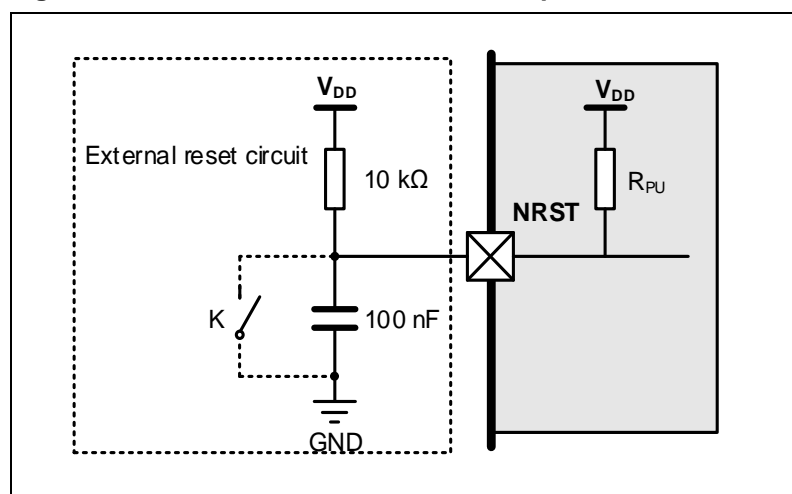 VDD
External reset circuit
10 kΩ
K
100 nF
GND
NRST
VDD
RPU